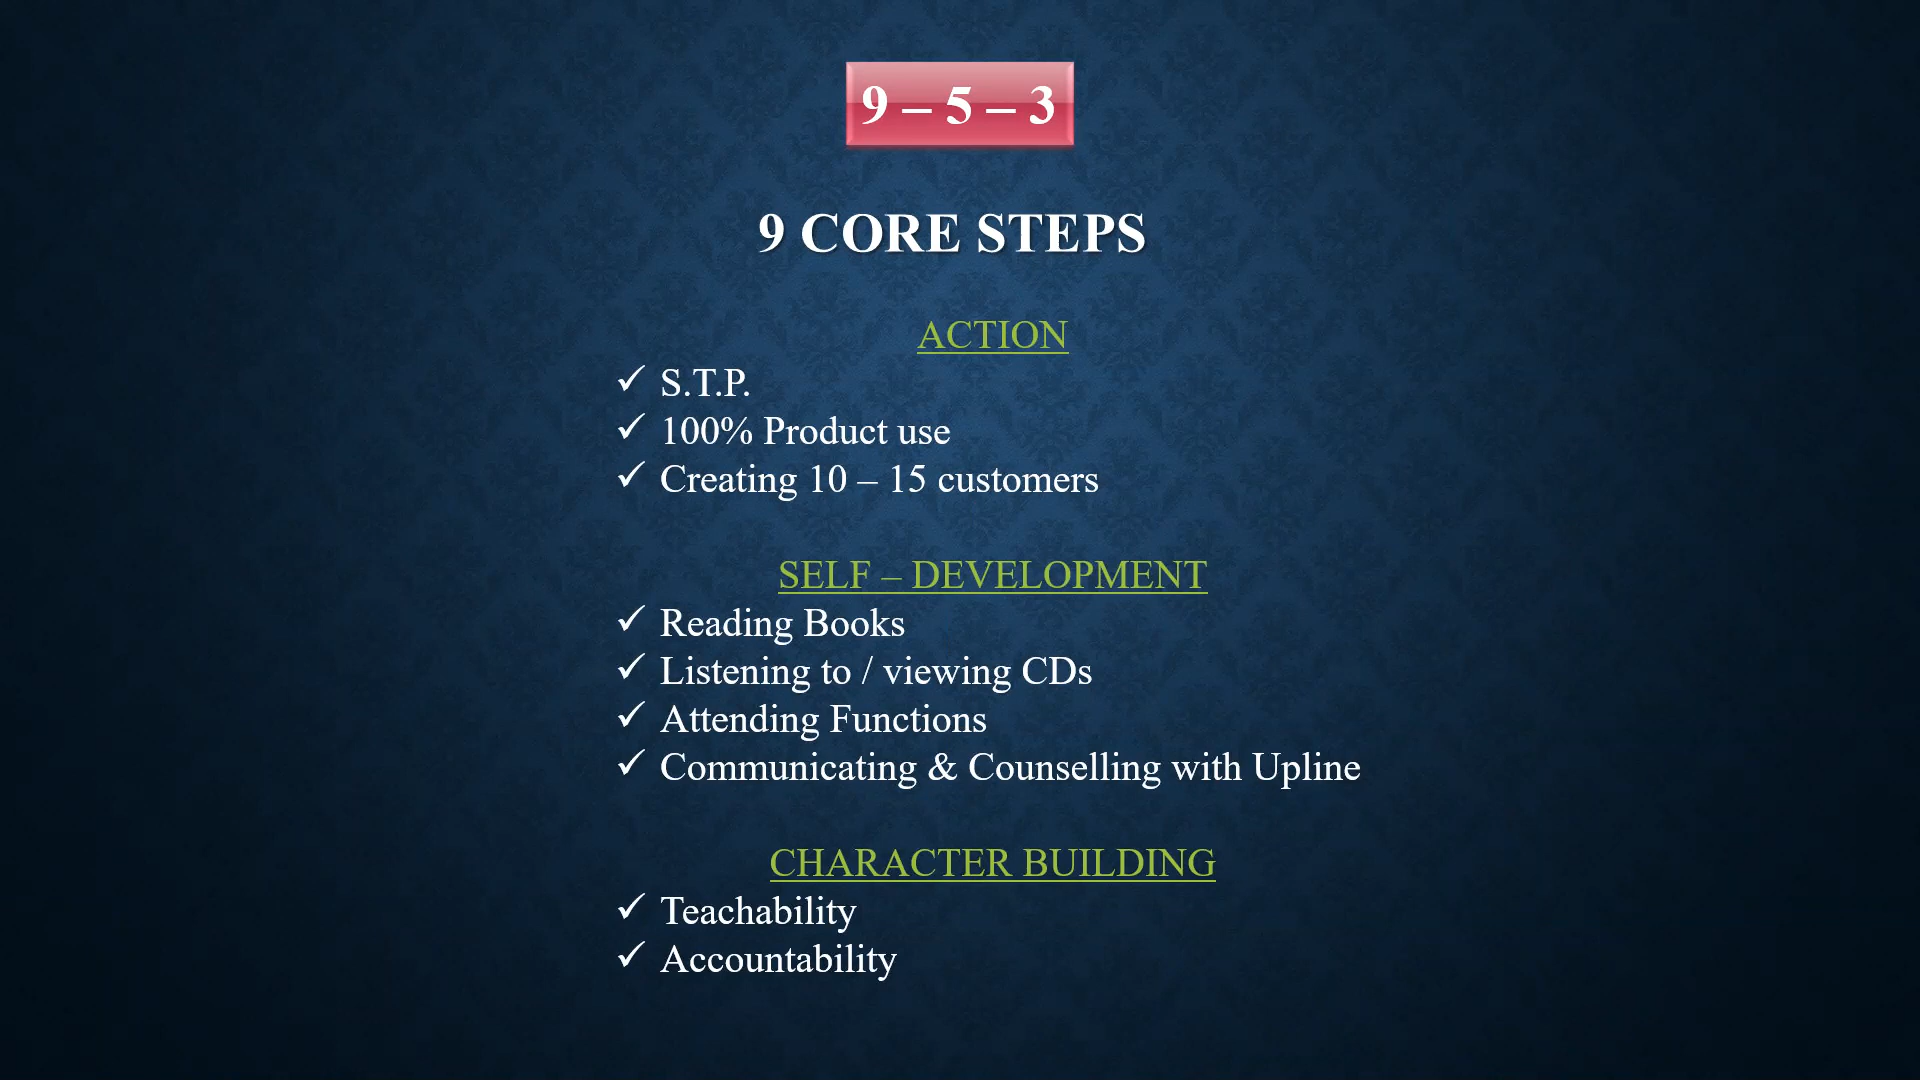 9 – 5 – 3
9 CORE STEPS
ACTION
✓ S.T.P.
✓ 100% Product use
✓ Creating 10 – 15 customers
SELF – DEVELOPMENT
✓ Reading Books
✓ Listening to / viewing CDs
✓ Attending Functions
✓ Communicating & Counselling with Upline
CHARACTER BUILDING
✓ Teachability
✓ Accountability